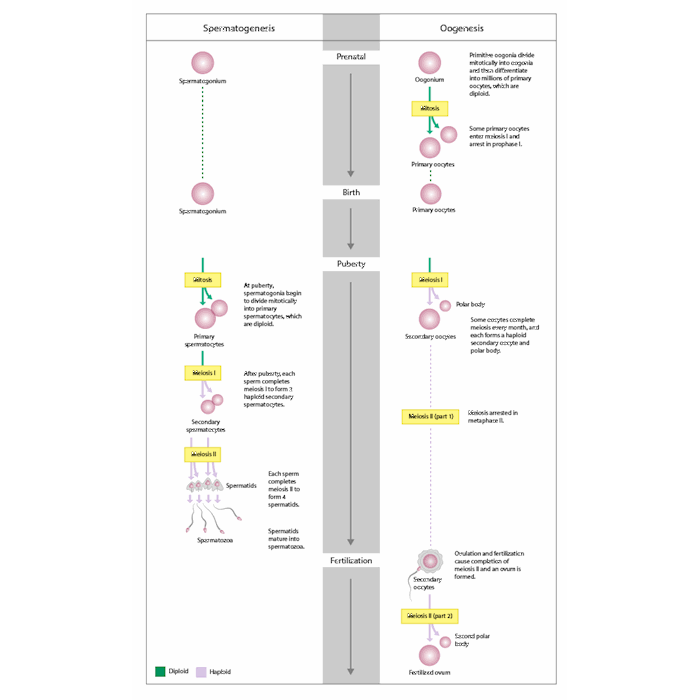 Spermatogeneris
Oogenesis
Prenatal
Spermatogonium
Oogonium
Primitive oogonia divide
mitotically into oogonia
and then differentiate
into millions of primary
oocytes, which are
diploid.
Mitosis
Some primary oocytes
enter meiosis I and
arrest in prophase I.
Primary oocytes
Birth
Spermatogonium
Primary oocytes
Puberty
Mitosis
At puberty,
spermatogonia begin
to divide mitotically
into primary
spermatocytes, which
are diploid.
Primary
spermatocytes
Meiosis I
Polar body
Secondary oocytes
Some oocytes complete
meiosis every month, and
each forms a haploid
secondary oocyte and
polar body.
Meiosis I
After puberty, each
sperm completes
meiosis I to form 2
haploid secondary
spermatocytes.
Secondary
spermatocytes
Meiosis II (part 1)
Meiosis arrested in
metaphase II.
Meiosis II
Spermatids
Each sperm
completes
meiosis II to
form 4
spermatids.
Spermatozoa
Spermatids
mature into
spermatozoa.
Fertilization
Secondary
oocytes
Ovulation and fertilization
cause completion of
meiosis II and an ovum is
formed.
Meiosis II (part 2)
Second polar
body
Fertilized ovum
Diploid
Haploid